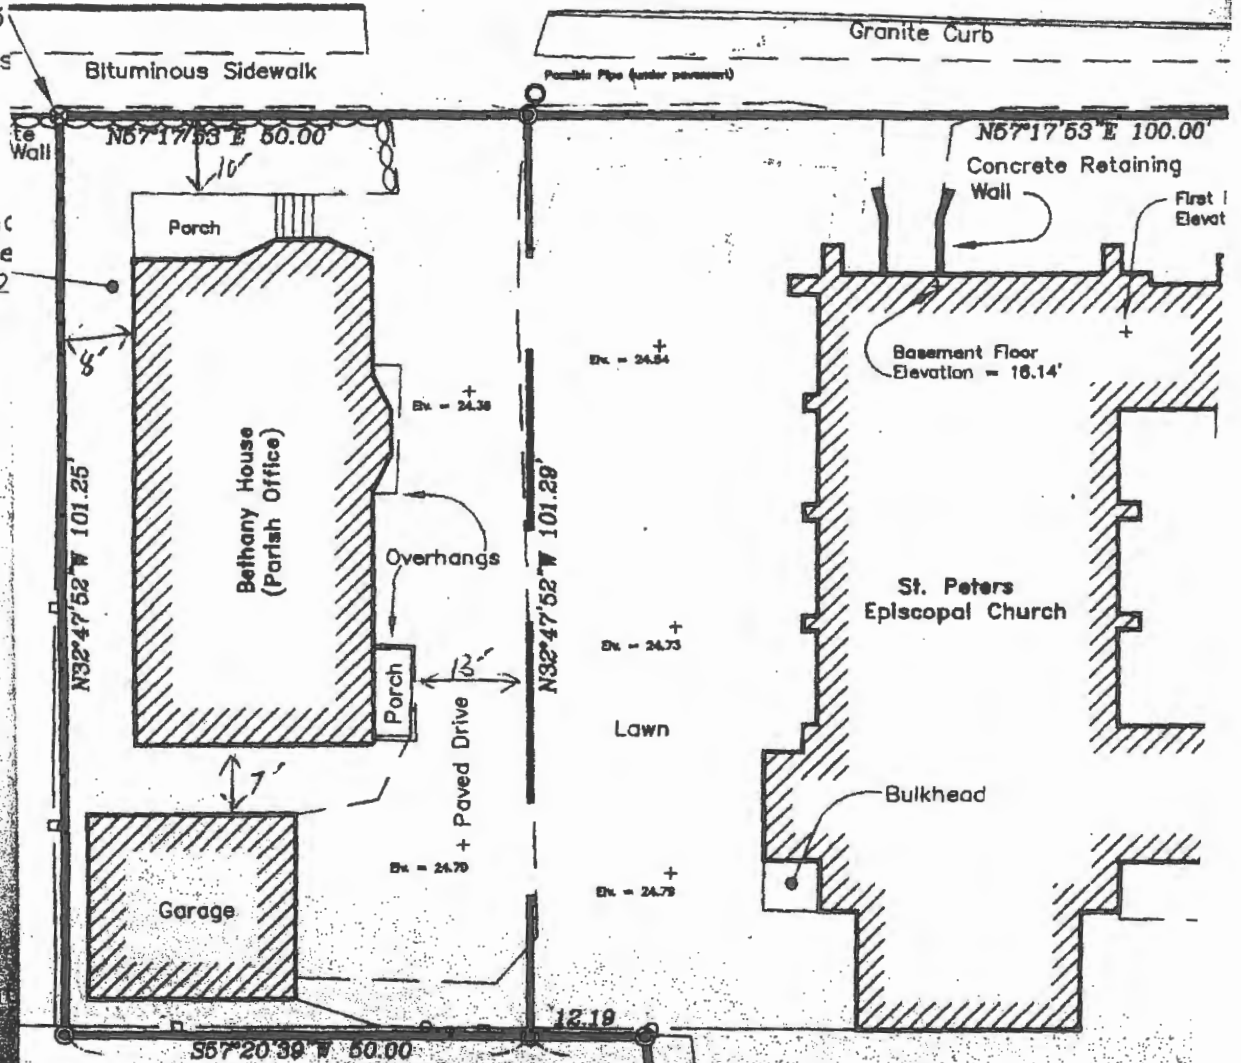 Granite Curb
Bituminous Sidewalk
Possible Pipe (under pavement)
N57°17'53"E 50.00'
N57°17'53"E 100.00'
Wall
10'
Concrete Retaining
Wall
Porch
First
Elevat
8'
Elv. = 24.54
Basement Floor
Elevation = 16.14'
Elv. = 24.38
Bethany House
(Parish Office)
N32°47'52"W 101.25'
N32°47'52"W 101.29'
Overhangs
St. Peters
Episcopal Church
Elv. = 24.73
13'
Porch
Paved Drive
Lawn
7'
Bulkhead
Elv. = 24.70
Elv. = 24.79
Garage
12.19
S57°20'39"W 50.00